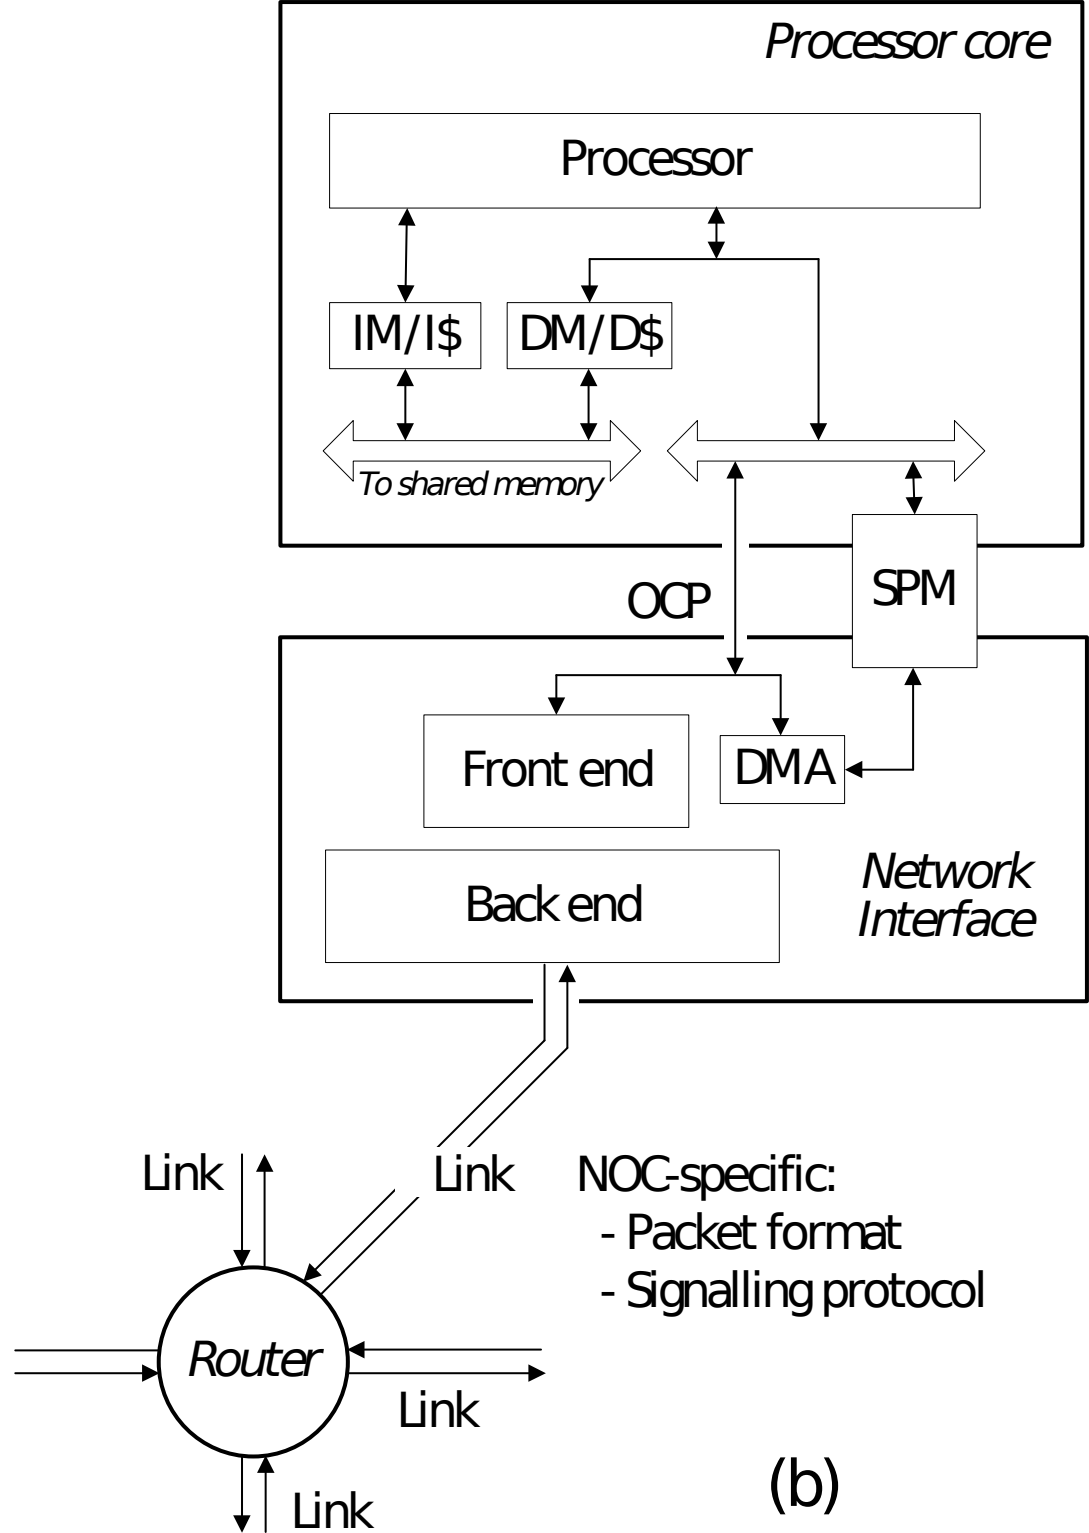 Processor core
Processor
IM/I$
DM/D$
To shared memory
OCP
SPM
Front end
DMA
Back end
Network
Interface
Link
Link
NOC-specific:
- Packet format
- Signalling protocol
Router
Link
Link
(b)